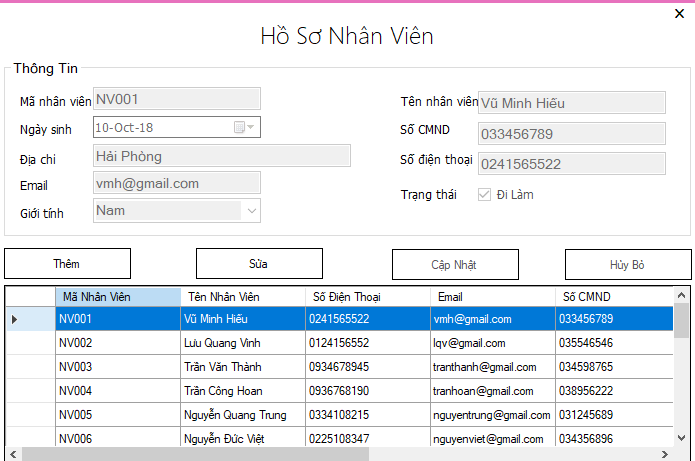 Hồ Sơ Nhân Viên
Thông Tin
Mã nhân viên NV001 Tên nhân viên Vũ Minh Hiếu
Ngày sinh 10-Oct-18 Số CMND 033456789
Địa chỉ Hải Phòng Số điện thoại 0241565522
Email vmh@gmail.com Trạng thái Đi Làm
Giới tính Nam
Thêm Sửa Cập Nhật Hủy Bỏ
Mã Nhân Viên Tên Nhân Viên Số Điện Thoại Email Số CMND
NV001 Vũ Minh Hiếu 0241565522 vmh@gmail.com 033456789
NV002 Lưu Quang Vinh 0124156552 lqv@gmail.com 035546546
NV003 Trần Văn Thành 0934678945 tranthanh@gmail.com 034598765
NV004 Trần Công Hoan 0936768190 tranhoan@gmail.com 038956222
NV005 Nguyễn Quang Trung 0334108215 nguyentrung@gmail.com 031245689
NV006 Nguyễn Đức Việt 0225108347 nguyenviet@gmail.com 034356896